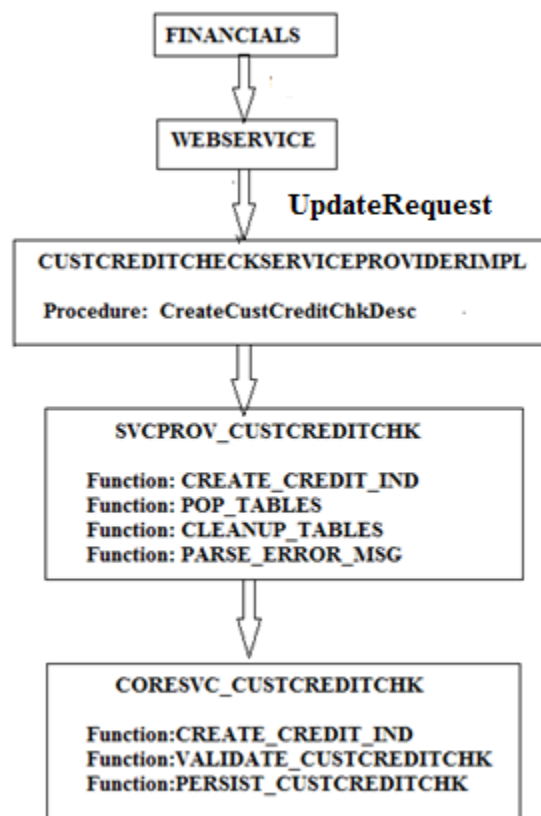 FINANCIALS
WEBSERVICE
UpdateRequest
CUSTCREDITCHECKSERVICEPROVIDERIMPL
Procedure: CreateCustCreditChkDesc
SVCPROV_CUSTCREDITCHK
Function: CREATE_CREDIT_IND
Function: POP_TABLES
Function: CLEANUP_TABLES
Function: PARSE_ERROR_MSG
CORESVC_CUSTCREDITCHK
Function:CREATE_CREDIT_IND
Function:VALIDATE_CUSTCREDITCHK
Function:PERSIST_CUSTCREDITCHK